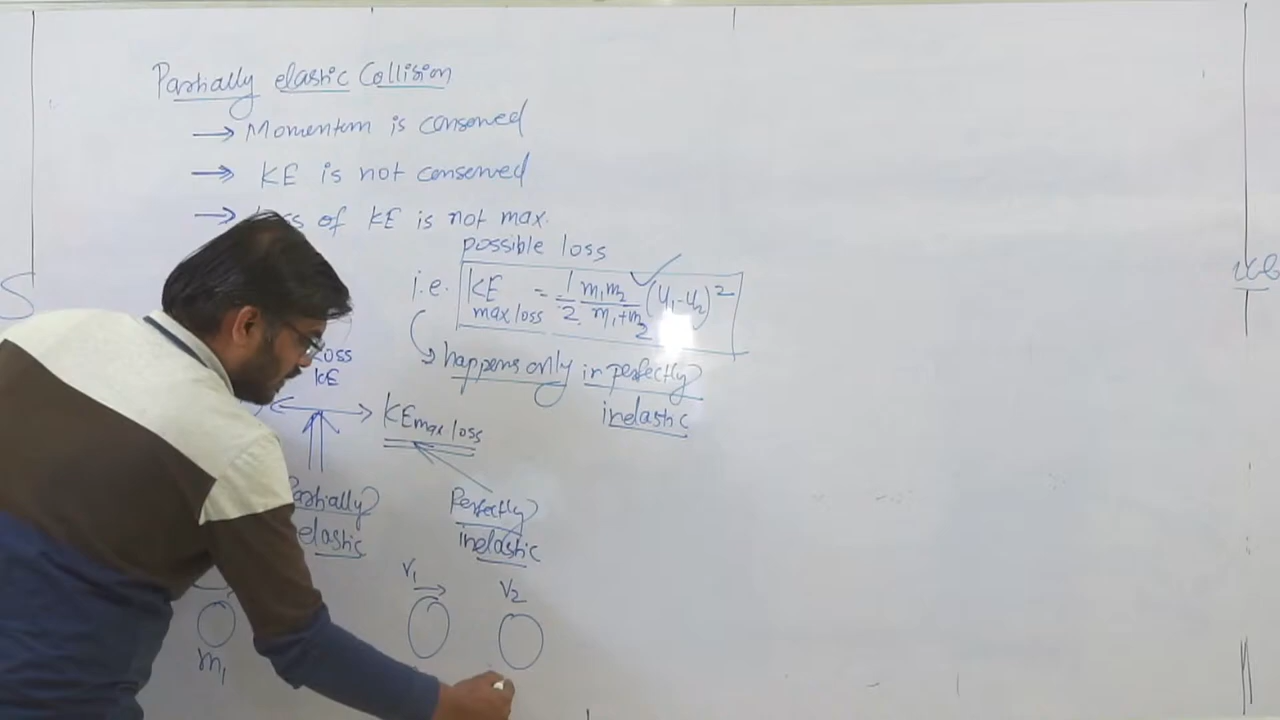 Partially elastic Collision
→ Momentum is conserved
→ KE is not conserved
→ of KE is not max.
possible loss
i.e. KE max loss = 1/2 m₁m₂/m₁+m₂ (u₁-u₂)²
↳ happens only in perfectly
inelastic
Loss
KE
KE max loss
Partially
elastic
Perfectly
inelastic
V₁ V₂
m₁